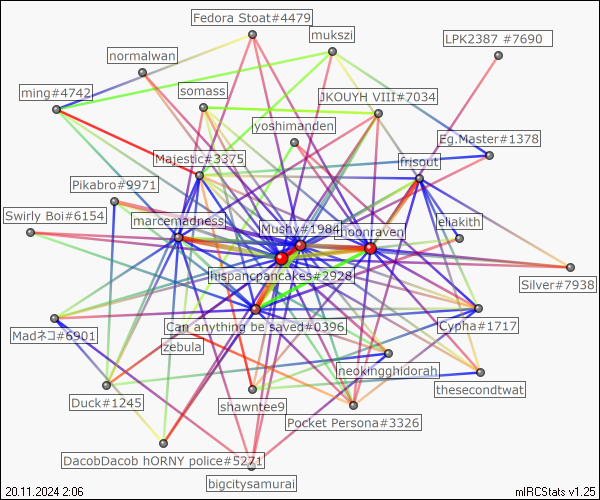 Fedora Stoat#4479
mukszi
LPK2387 #7690
normalwan
ming#4742
somass
JKOUYH VIII#7034
yoshimanden
Eg.Master#1378
Majestic#3375
frisout
Pikabro#9971
Swirly Boi#6154
marcemadness
Mushy#1984
moonraven
eliakith
hispancpancakes#2928
Silver#7938
Can anything be saved#0396
Cypha#1717
Madネコ#6901
zebula
neokingghidorah
thesecondtwat
Duck#1245
shawntee9
Pocket Persona#3326
DacobDacob hORNY police#5271
bigcitysamurai
20.11.2024 2:06
mIRCStats v1.25